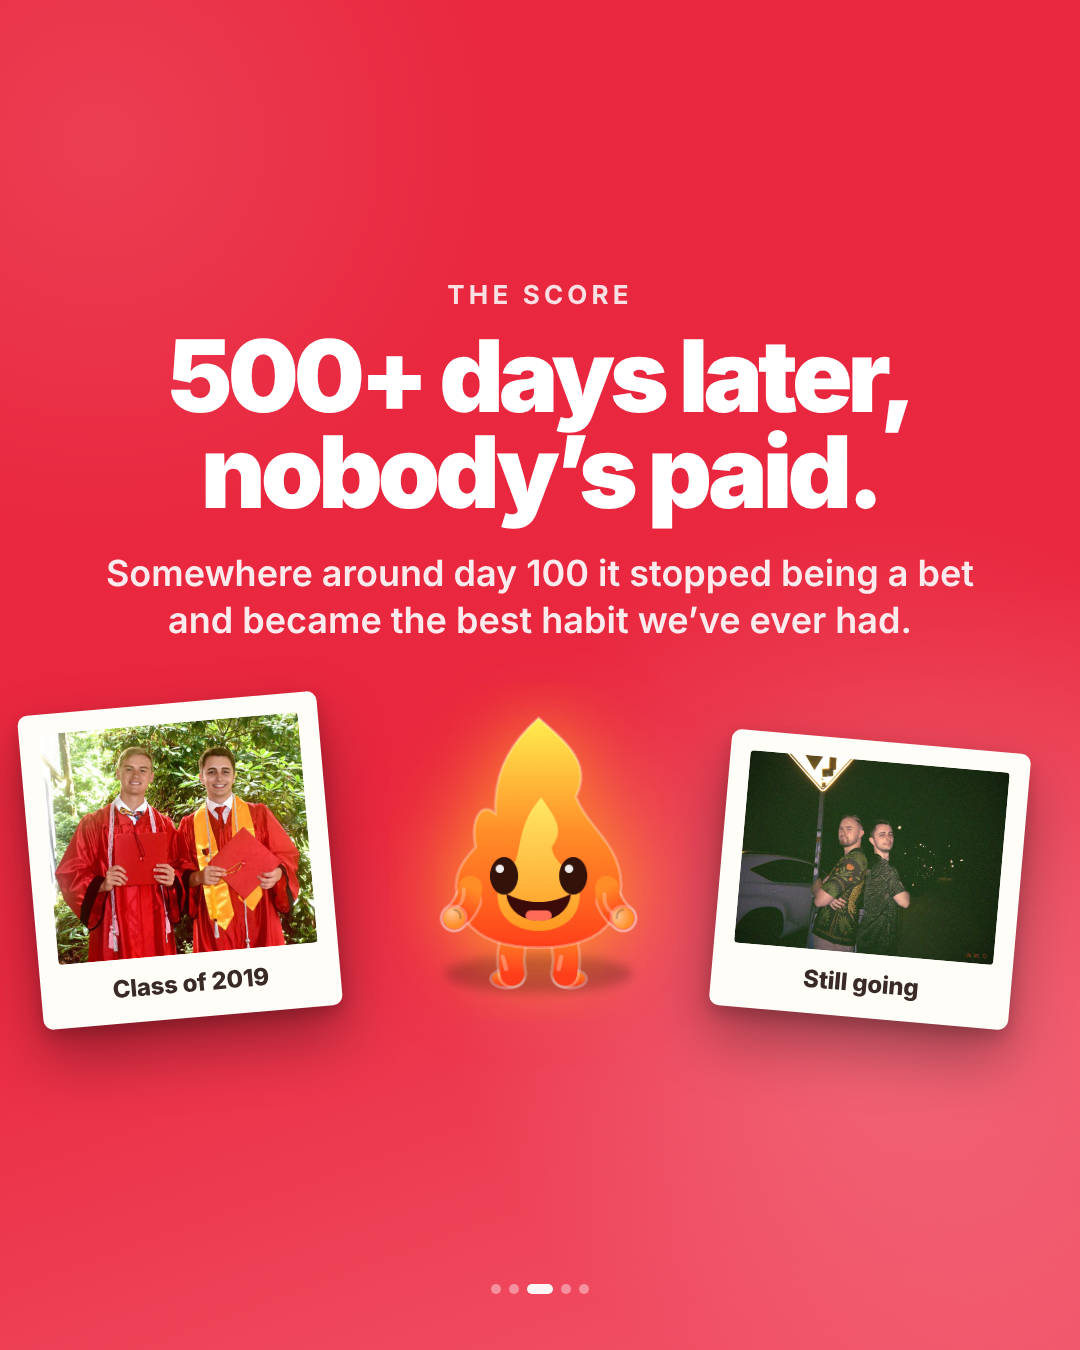 THE SCORE
500+ days later,
nobody’s paid.
Somewhere around day 100 it stopped being a bet
and became the best habit we’ve ever had.
Class of 2019
Still going